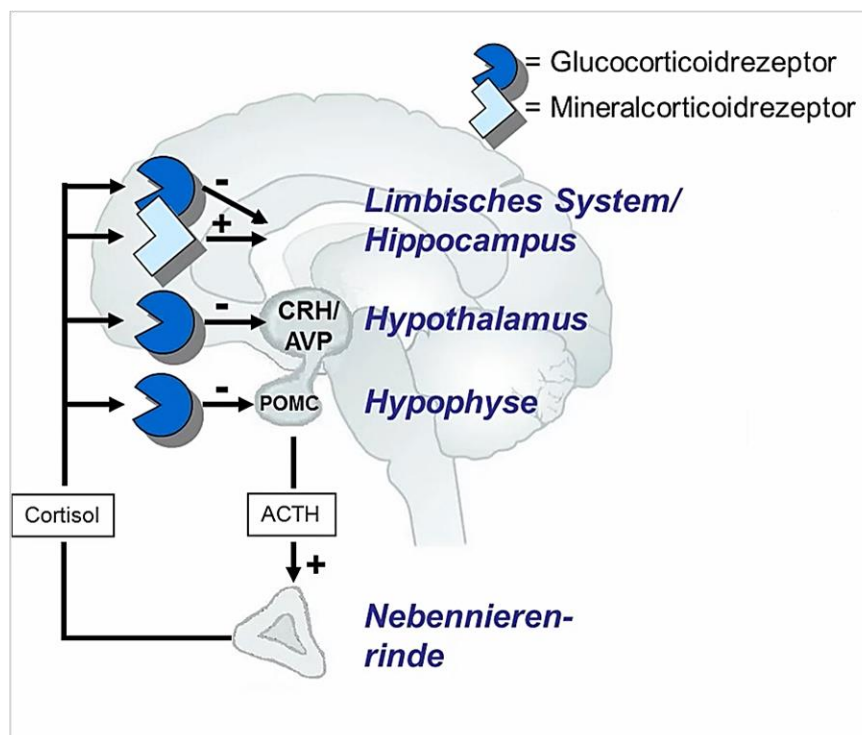 = Glucocorticoidrezeptor
= Mineralcorticoidrezeptor
-
+
Limbisches System/
Hippocampus
-
CRH/
AVP
Hypothalamus
-
POMC
Hypophyse
Cortisol
ACTH
+
Nebennieren-
rinde